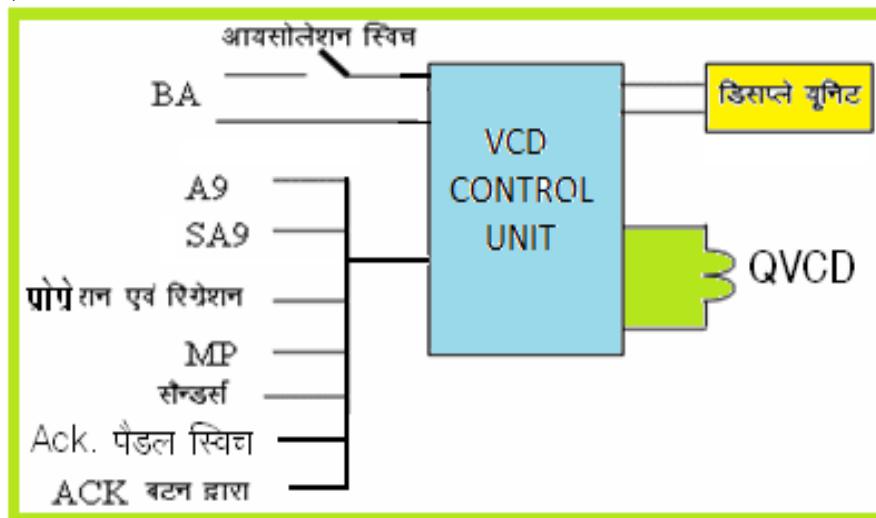 आयसोलेशन स्विच
BA
डिसप्ले यूनिट
VCD
CONTROL
UNIT
A9
SA9
QVCD
प्रोग्रेशन एवं रिग्रेशन
MP
सैन्डर्स
Ack. पैडल स्विच
ACK बटन द्वारा